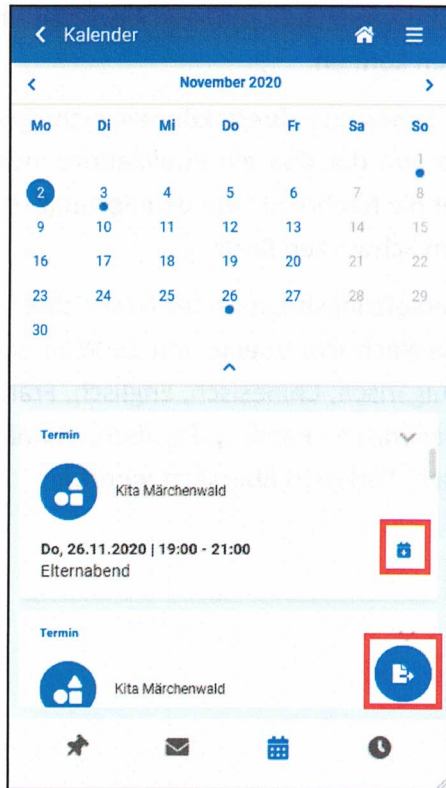 Kalender
November 2020
Mo Di Mi Do Fr Sa So
1
2 3 4 5 6 7 8
9 10 11 12 13 14 15
16 17 18 19 20 21 22
23 24 25 26 27 28 29
30
Termin
Kita Märchenwald
Do, 26.11.2020 | 19:00 - 21:00
Elternabend
Termin
Kita Märchenwald